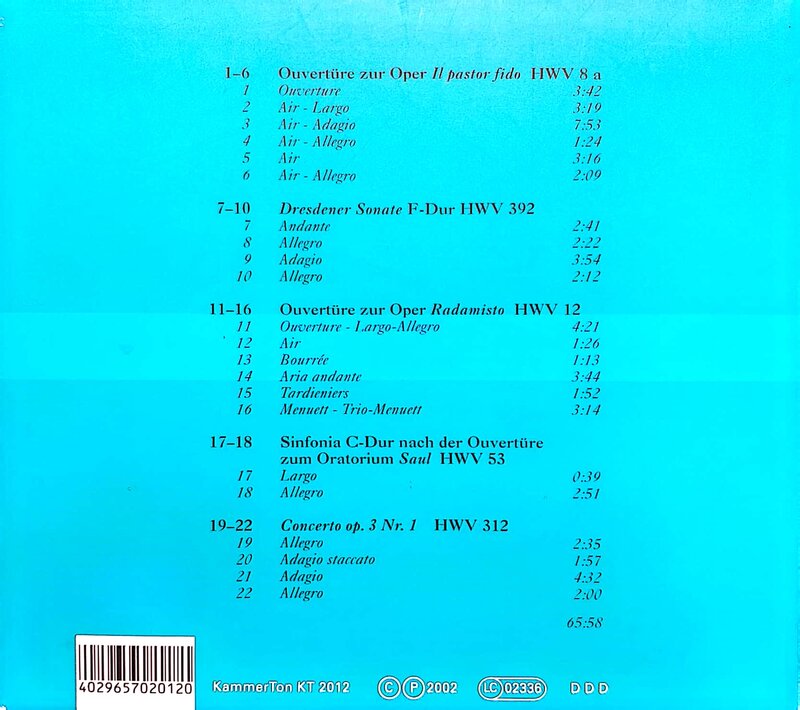 1–6 Ouvertüre zur Oper Il pastor fido HWV 8 a
1 Ouverture 3:42
2 Air - Largo 3:19
3 Air - Adagio 7:53
4 Air - Allegro 1:24
5 Air 3:16
6 Air - Allegro 2:09
7–10 Dresdener Sonate F-Dur HWV 392
7 Andante 2:41
8 Allegro 2:22
9 Adagio 3:54
10 Allegro 2:12
11–16 Ouvertüre zur Oper Radamisto HWV 12
11 Ouverture - Largo-Allegro 4:21
12 Air 1:26
13 Bourrée 1:13
14 Aria andante 3:44
15 Tardieniers 1:52
16 Menuett - Trio-Menuett 3:14
17–18 Sinfonia C-Dur nach der Ouvertüre
zum Oratorium Saul HWV 53
17 Largo 0:39
18 Allegro 2:51
19–22 Concerto op. 3 Nr. 1 HWV 312
19 Allegro 2:35
20 Adagio staccato 1:57
21 Adagio 4:32
22 Allegro 2:00
65:58
4029657020120
KammerTon KT 2012 © ℗ 2002 LC 02336 D D D